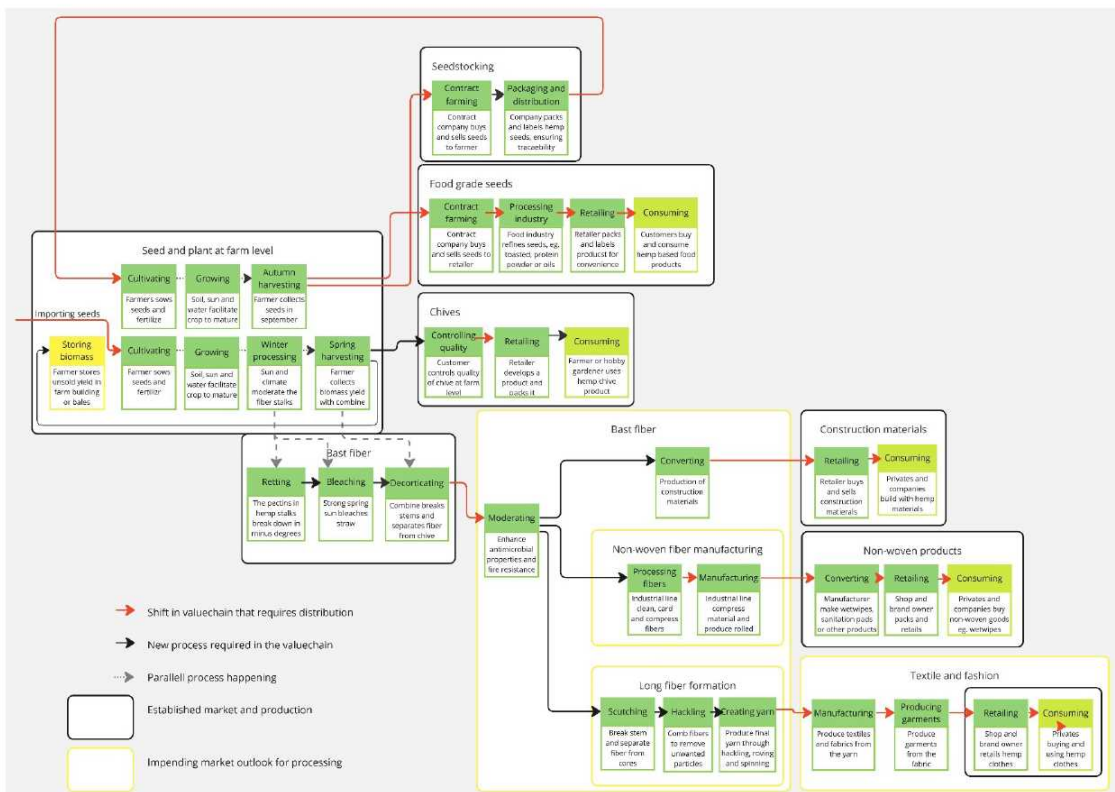 Seedstocking
Contract
farming
Contract
company buys
and sells seeds
to farmer
Packaging and
distribution
Company packs
and labels hemp
seeds, ensuring
traceability
Food grade seeds
Contract
farming
Contract
company buys
and sells seeds to
retailer
Processing
industry
Food industry
refines seeds, eg.
toasted, protein
powder or oils
Retailing
Retailer packs
and labels
producst for
convenience
Consuming
Customers buy
and consume
hemp based food
products
Seed and plant at farm level
Cultivating
Farmers sows
seeds and
fertilize
Growing
Soil, sun and
water facilitate
crop to mature
Autumn
harvesting
Farmer collects
seeds in
september
Importing seeds
Storing
biomass
Farmer stores
unsold yield in
farm building
or bales
Cultivating
Farmer sows
seeds and
fertilizr
Growing
Soil, sun and
water facilitate
crop to mature
Winter
processing
Sun and
climate
moderate the
fiber stalks
Spring
harvesting
Farmer
collects
biomass yield
with combine
Chives
Controlling
quality
Customer
controls quality
of chive at farm
level
Retailing
Retailer
develops a
product and
packs it
Consuming
Farmer or hobby
gardener uses
hemp chive
product
Bast fiber
Retting
The pectins in
hemp stalks
break down in
minus degrees
Bleaching
Strong spring
sun bleaches
straw
Decorticating
Combine breaks
stems and
separates fiber
from chive
Bast fiber
Moderating
Enhance
antimicrobial
properties and
fire resistance
Converting
Production of
construction
materials
Construction materials
Retailing
Retailer buys
and sells
construction
materials
Consuming
Privates and
companies
build with hemp
materials
Non-woven fiber manufacturing
Processing
fibers
Industrial line
clean, card
and compress
fibers
Manufacturing
Industrial line
compress
material and
produce rolled
Non-woven products
Converting
Manufacturer
make wetwipes,
sanitation pads
or other products
Retailing
Shop and
brand owner
packs and
retails
Consuming
Privates and
companies buy
non-woven goods
eg. wetwipes
Long fiber formation
Scutching
Break stem
and separate
fiber from
cores
Hackling
Comb fibers to
remove
unwanted
particles
Creating yarn
Produce final
yarn through
hackling, roving
and spinning
Textile and fashion
Manufacturing
Produce textiles
and fabrics from
the yarn
Producing
garments
Produce
garments
from the
fabric
Retailing
Shop and
brand owner
retails hemp
clothes
Consuming
Privates
buying and
using hemp
clothes
Shift in valuechain that requires distribution
New process required in the valuechain
Parallell process happening
Established market and production
Impending market outlook for processing